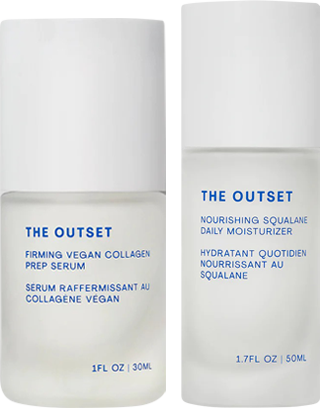 THE OUTSET
FIRMING VEGAN COLLAGEN
PREP SERUM
SÉRUM RAFFERMISSANT AU
COLLAGÈNE VÉGAN
1FL OZ | 30ML
THE OUTSET
NOURISHING SQUALANE
DAILY MOISTURIZER
HYDRATANT QUOTIDIEN
NOURRISSANT AU
SQUALANE
1.7FL OZ | 50ML